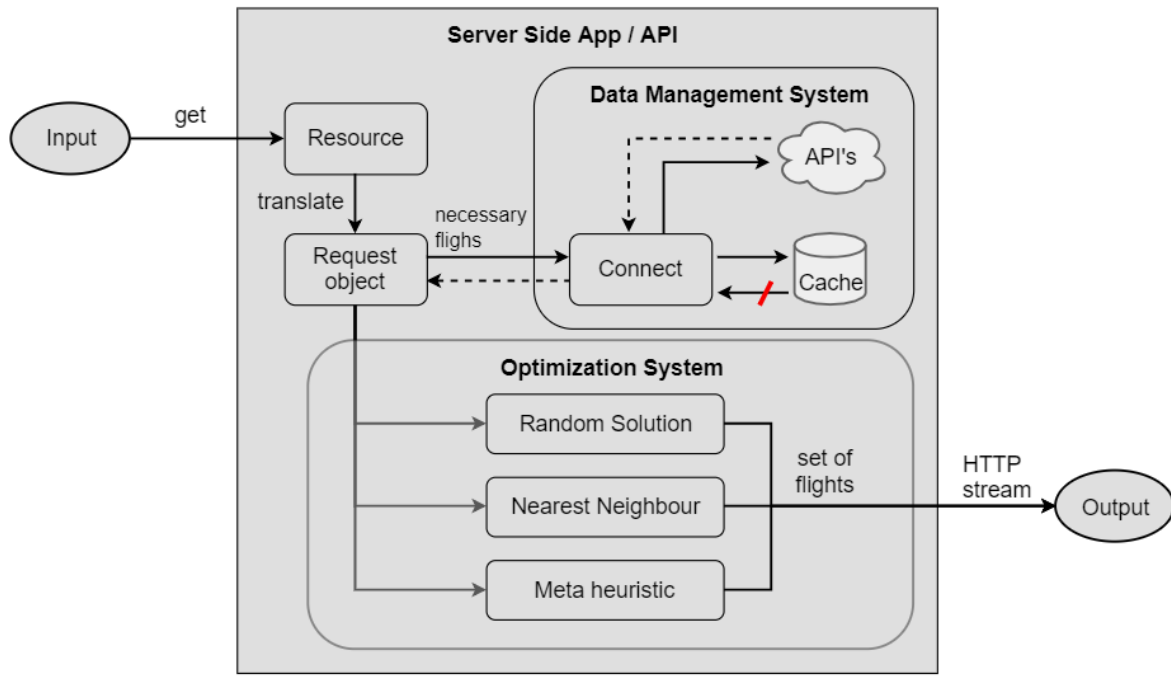 Server Side App / API
Data Management System
Input
get
Resource
API's
translate
necessary
flighs
Request
object
Connect
Cache
Optimization System
Random Solution
set of
flights
HTTP
stream
Nearest Neighbour
Output
Meta heuristic